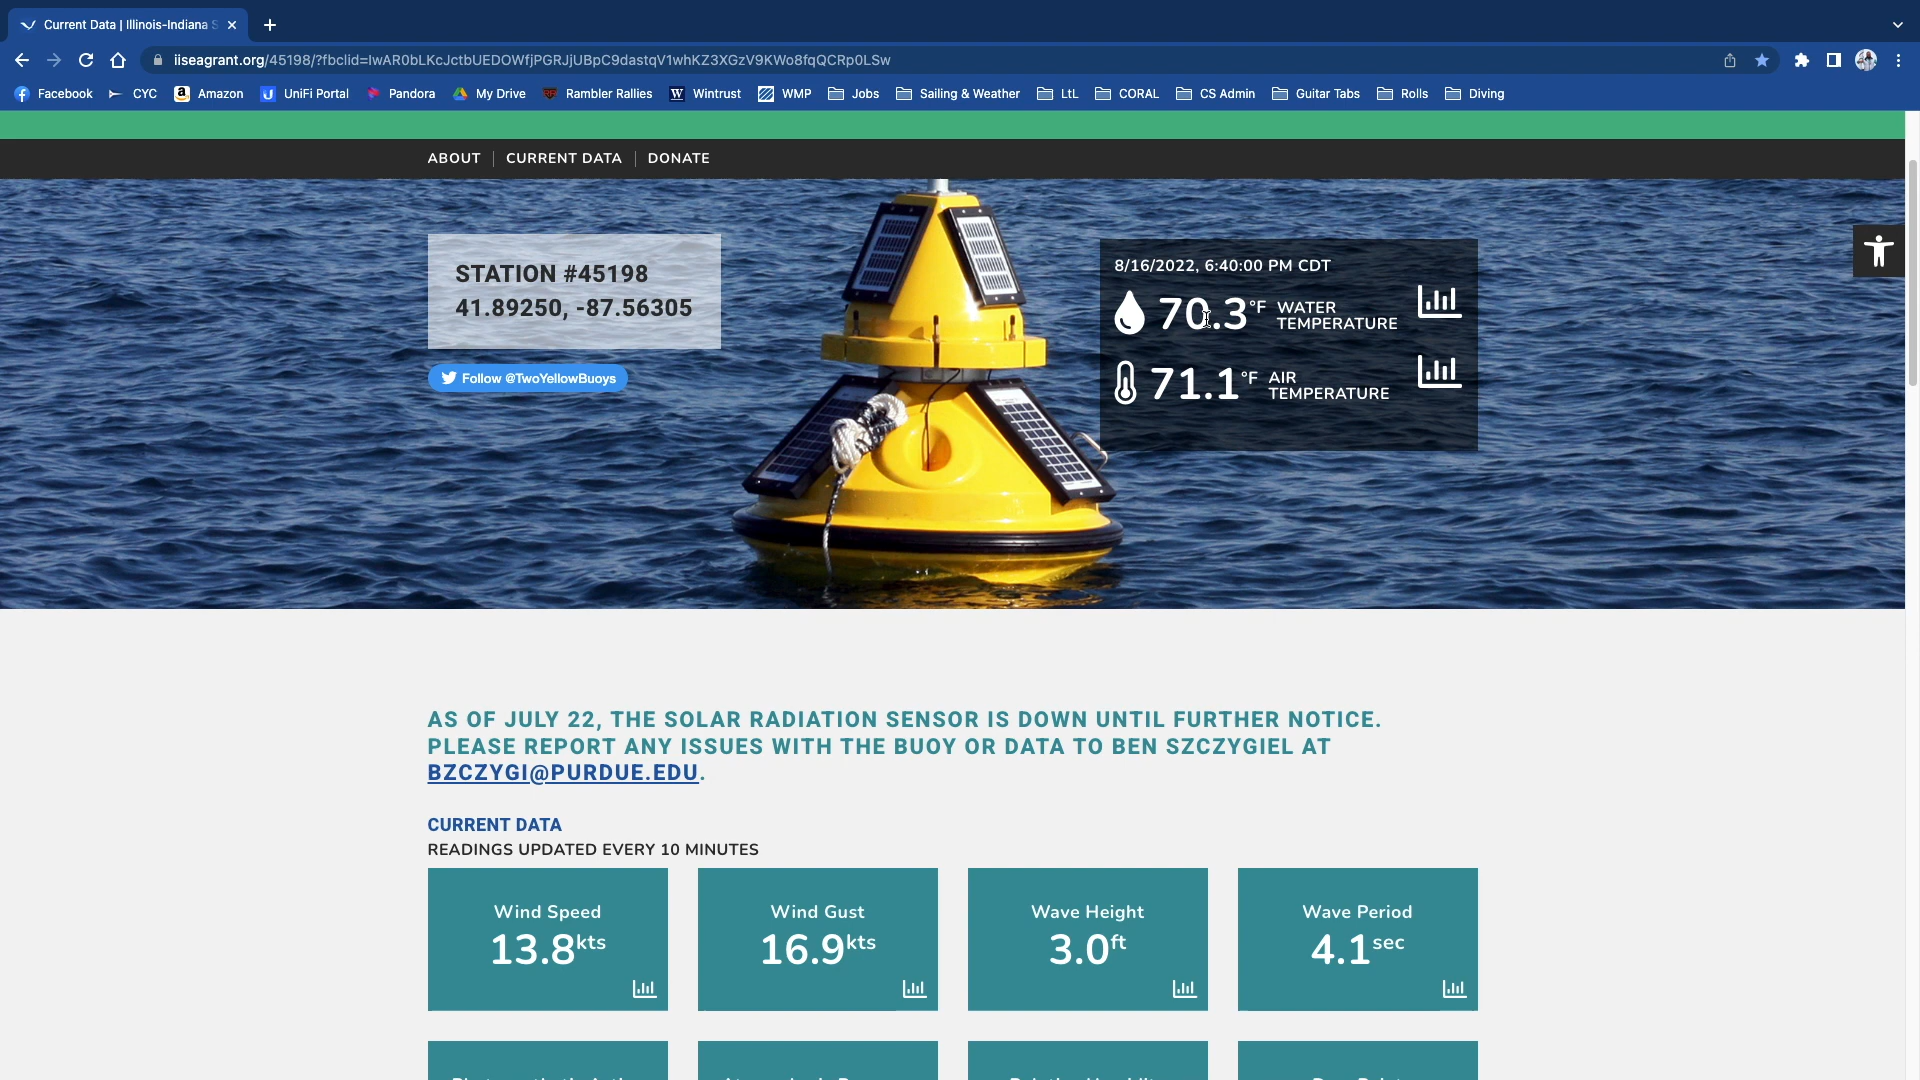 Current Data | Illinois-Indiana S
iiseagrant.org/45198/?fbclid=IwAR0bLKcJctbUEDOWfjPGRJjUBpC9dastqV1whKZ3XGzV9KWo8fqQCRp0LSw
Facebook CYC Amazon UniFi Portal Pandora My Drive Rambler Rallies Wintrust WMP Jobs Sailing & Weather LtL CORAL CS Admin Guitar Tabs Rolls Diving
ABOUT CURRENT DATA DONATE
STATION #45198
41.89250, -87.56305
Follow @TwoYellowBuoys
8/16/2022, 6:40:00 PM CDT
70.3°F WATER
TEMPERATURE
71.1°F AIR
TEMPERATURE
AS OF JULY 22, THE SOLAR RADIATION SENSOR IS DOWN UNTIL FURTHER NOTICE.
PLEASE REPORT ANY ISSUES WITH THE BUOY OR DATA TO BEN SZCZYGIEL AT
BZCZYGI@PURDUE.EDU.
CURRENT DATA
READINGS UPDATED EVERY 10 MINUTES
Wind Speed
13.8kts
Wind Gust
16.9kts
Wave Height
3.0ft
Wave Period
4.1sec